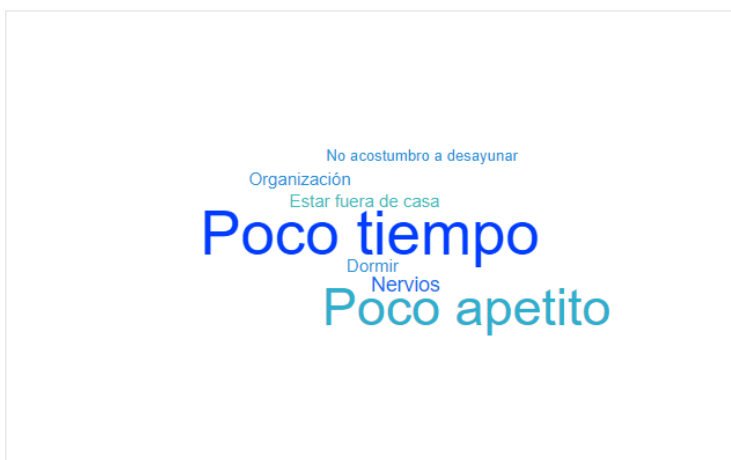 No acostumbro a desayunar
Organización
Estar fuera de casa
Poco tiempo
Dormir
Nervios
Poco apetito